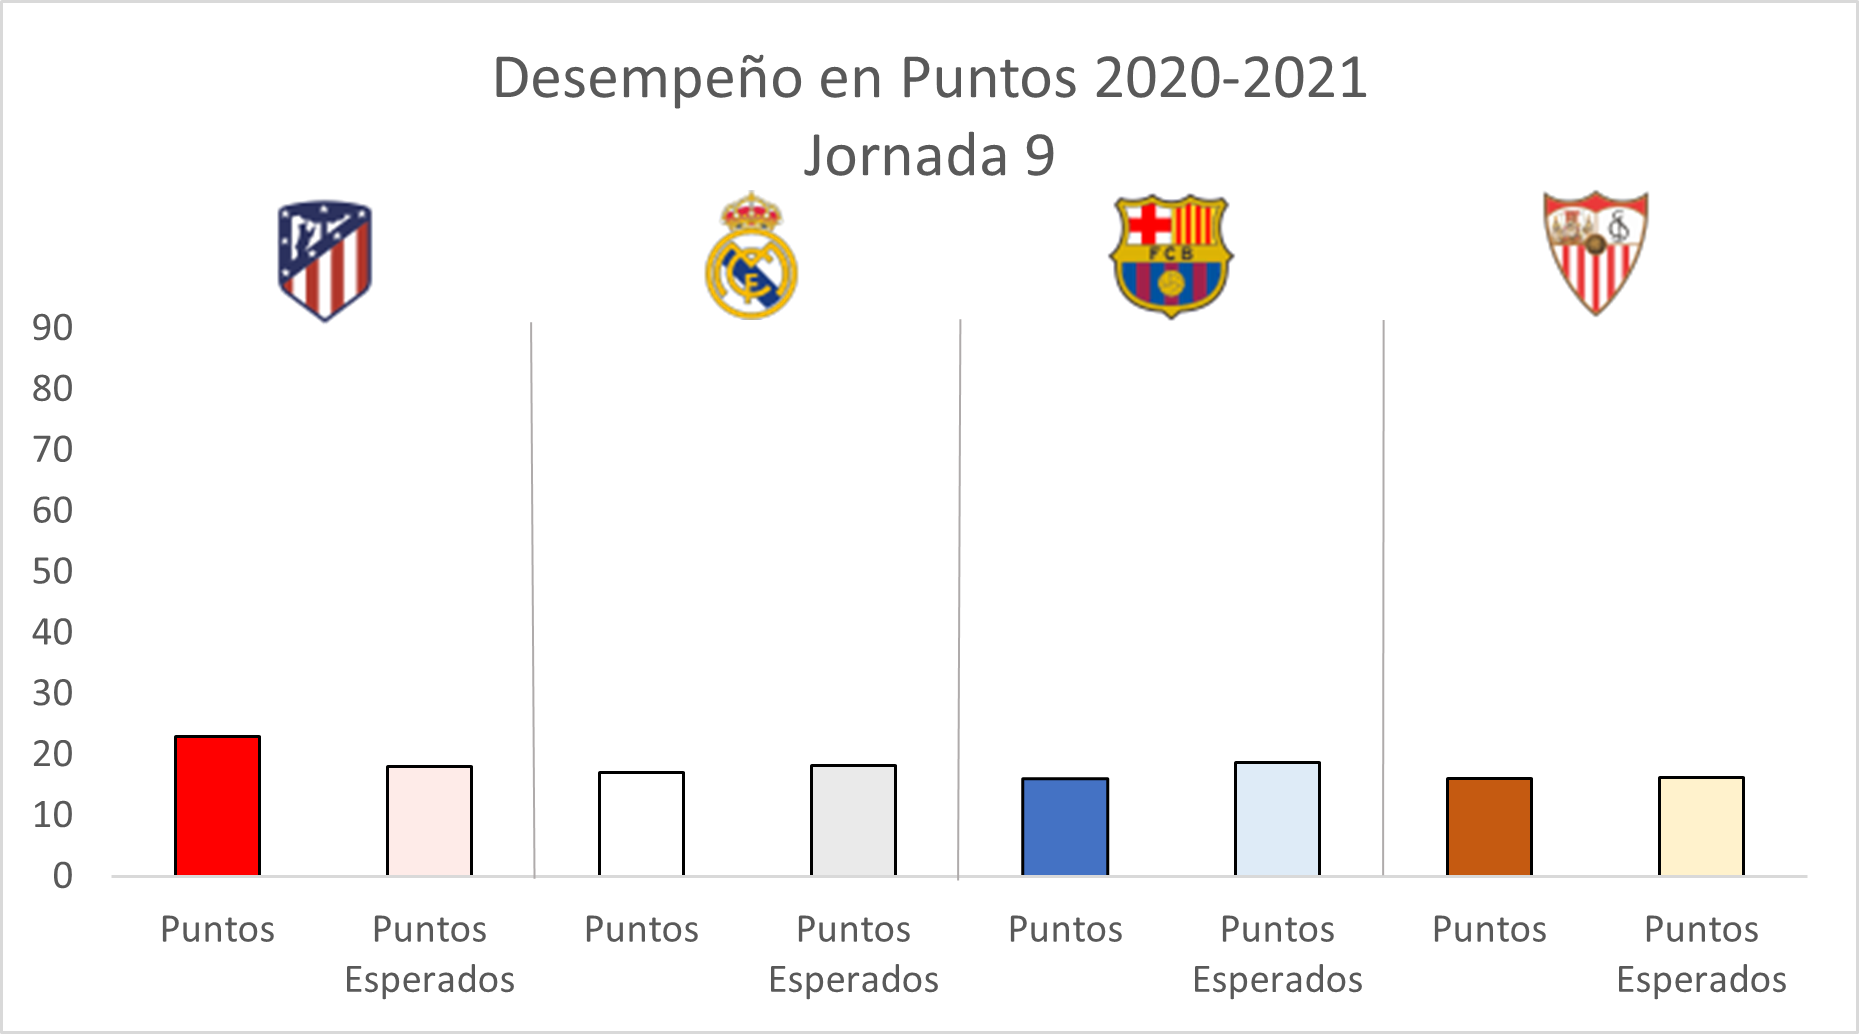 Desempeño en Puntos 2020-2021
Jornada 9
FCB
90
80
70
60
50
40
30
20
10
0
Puntos
Puntos
Esperados
Puntos
Puntos
Esperados
Puntos
Puntos
Esperados
Puntos
Puntos
Esperados